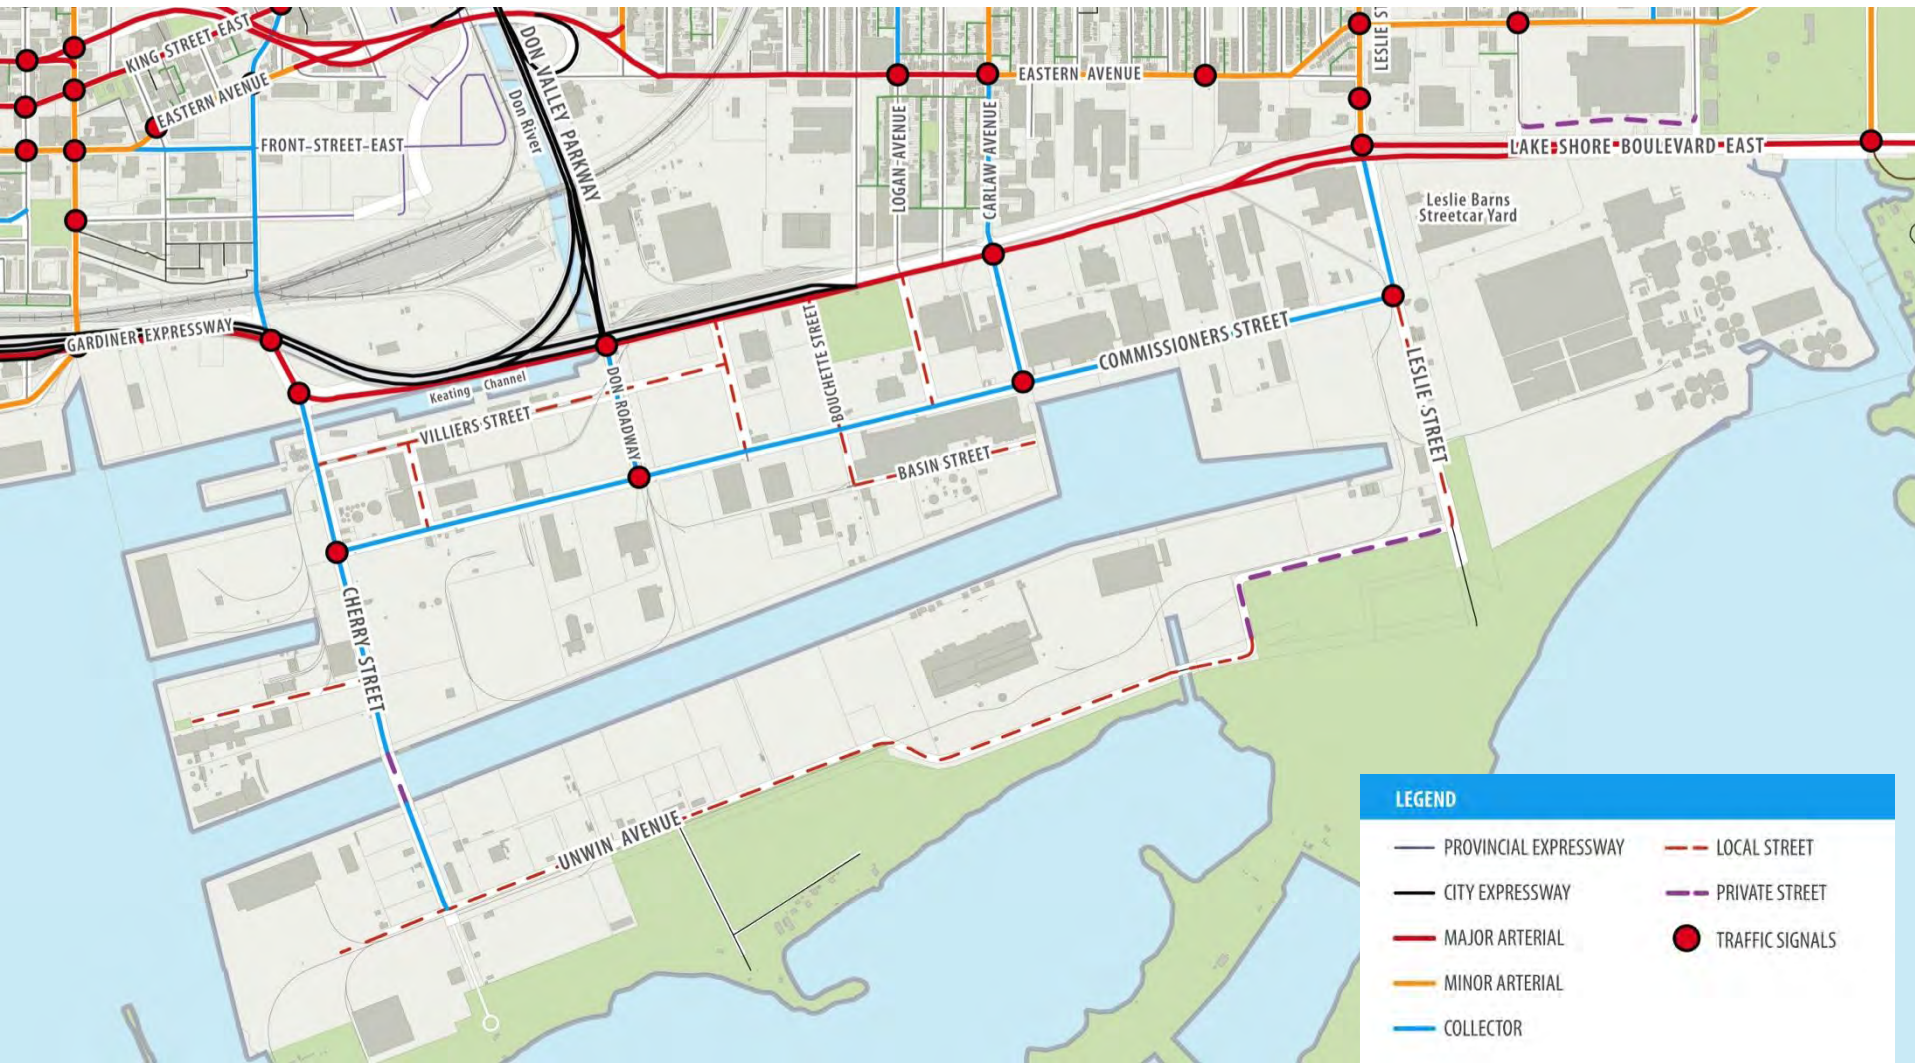 KING STREET EAST
EASTERN AVENUE
FRONT STREET EAST
DON VALLEY PARKWAY
Don River
LOGAN AVENUE
CARLAW AVENUE
EASTERN AVENUE
LESLIE S
LAKE SHORE BOULEVARD EAST
Leslie Barns
Streetcar Yard
GARDINER EXPRESSWAY
Keating Channel
VILLIERS STREET
DON ROADWAY
BOUCHETTE STREET
COMMISSIONERS STREET
BASIN STREET
LESLIE STREET
CHERRY STREET
UNWIN AVENUE
LEGEND
PROVINCIAL EXPRESSWAY
CITY EXPRESSWAY
MAJOR ARTERIAL
MINOR ARTERIAL
COLLECTOR
LOCAL STREET
PRIVATE STREET
TRAFFIC SIGNALS